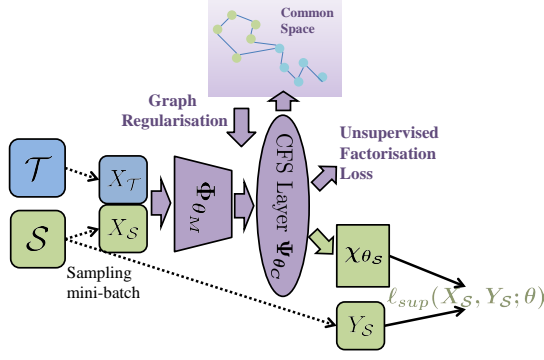 Common
Space
Graph
Regularisation
Unsupervised
Factorisation
Loss
CFS Layer Ψ_{θ_C}
𝒯
X_𝒯
Φ_{θ_M}
𝒮
X_𝒮
Sampling
mini-batch
χ_{θ_𝒮}
ℓ_{sup}(X_𝒮, Y_𝒮; θ)
Y_𝒮